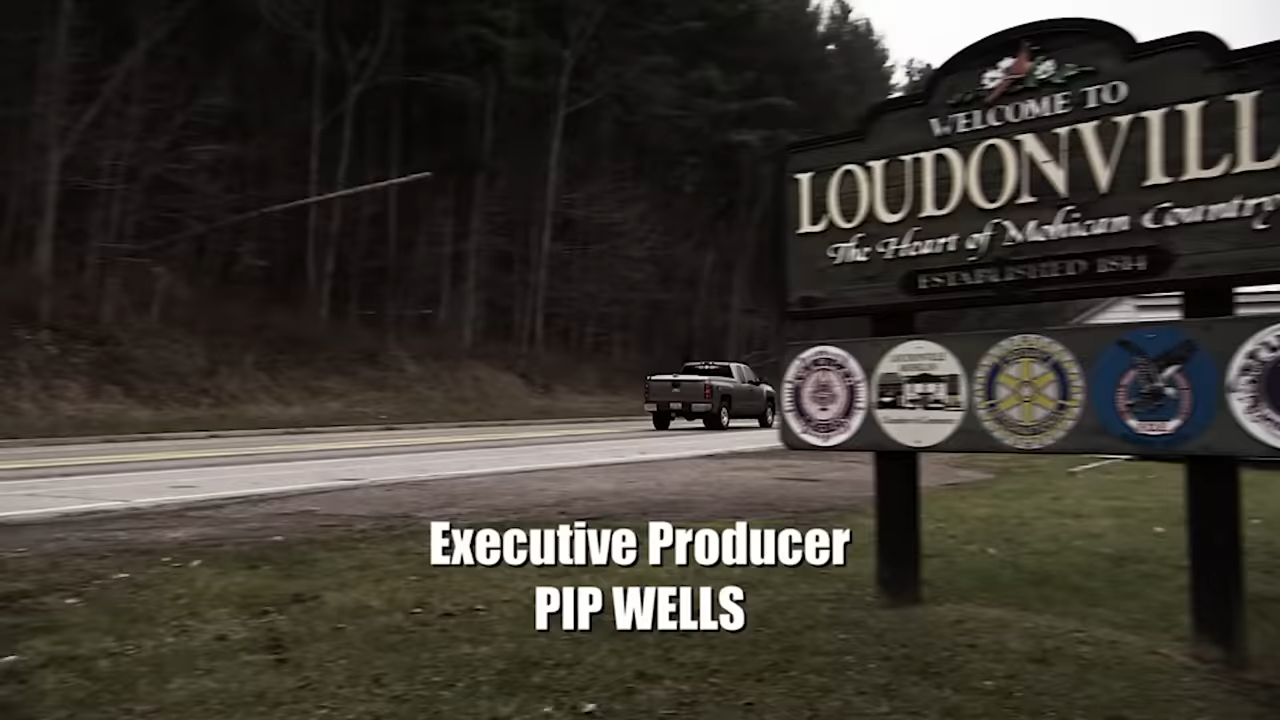 WELCOME TO
LOUDONVILL
The Heart of Mohican Country
ESTABLISHED 1814
Executive Producer
PIP WELLS